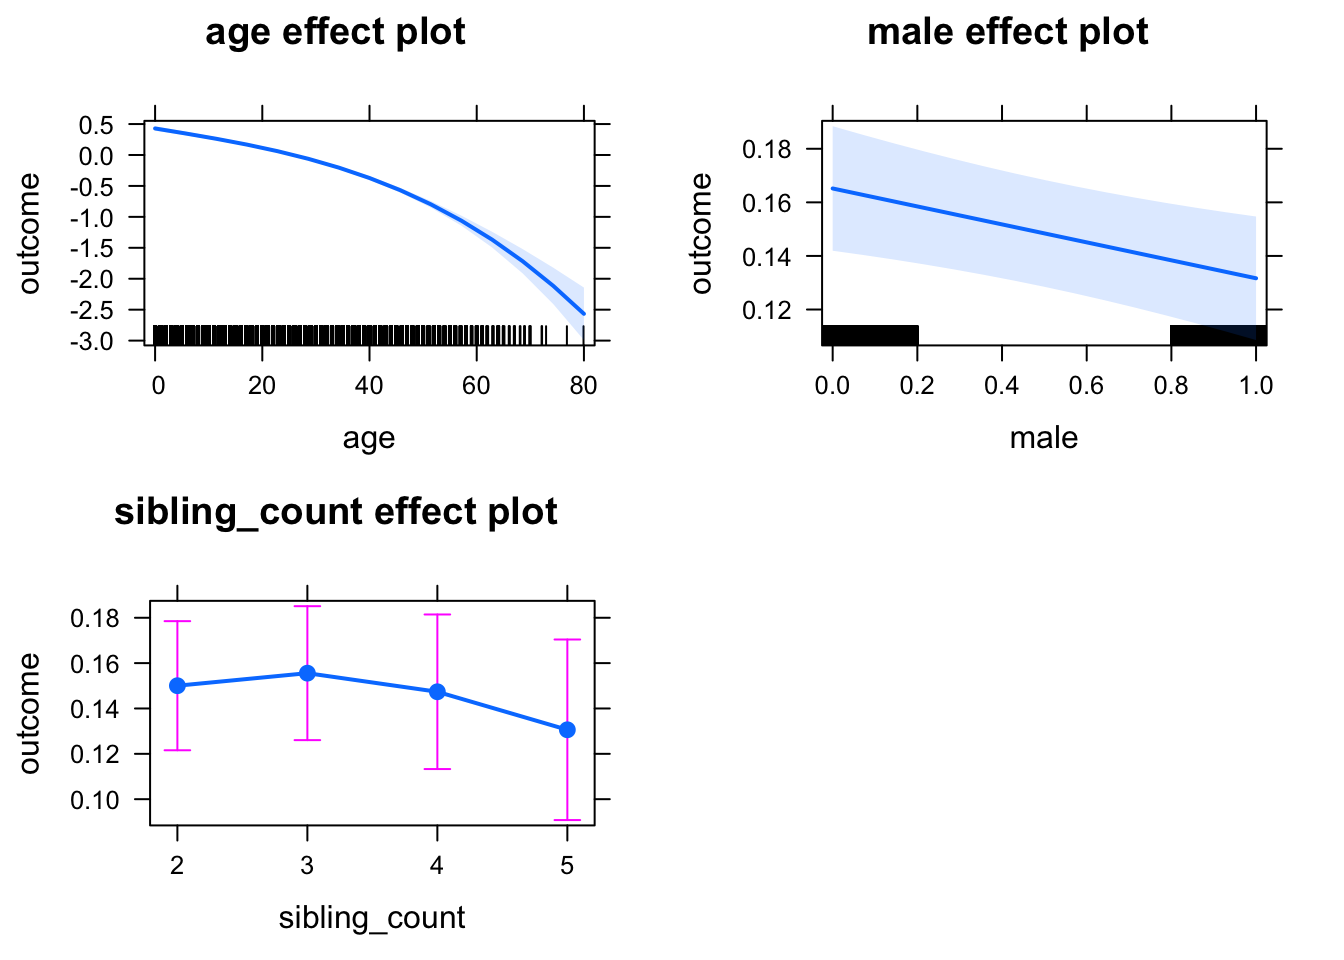 age effect plot
outcome
0.5
0.0
-0.5
-1.0
-1.5
-2.0
-2.5
-3.0
0 20 40 60 80
age
male effect plot
outcome
0.18
0.16
0.14
0.12
0.0 0.2 0.4 0.6 0.8 1.0
male
sibling_count effect plot
outcome
0.18
0.16
0.14
0.12
0.10
2 3 4 5
sibling_count